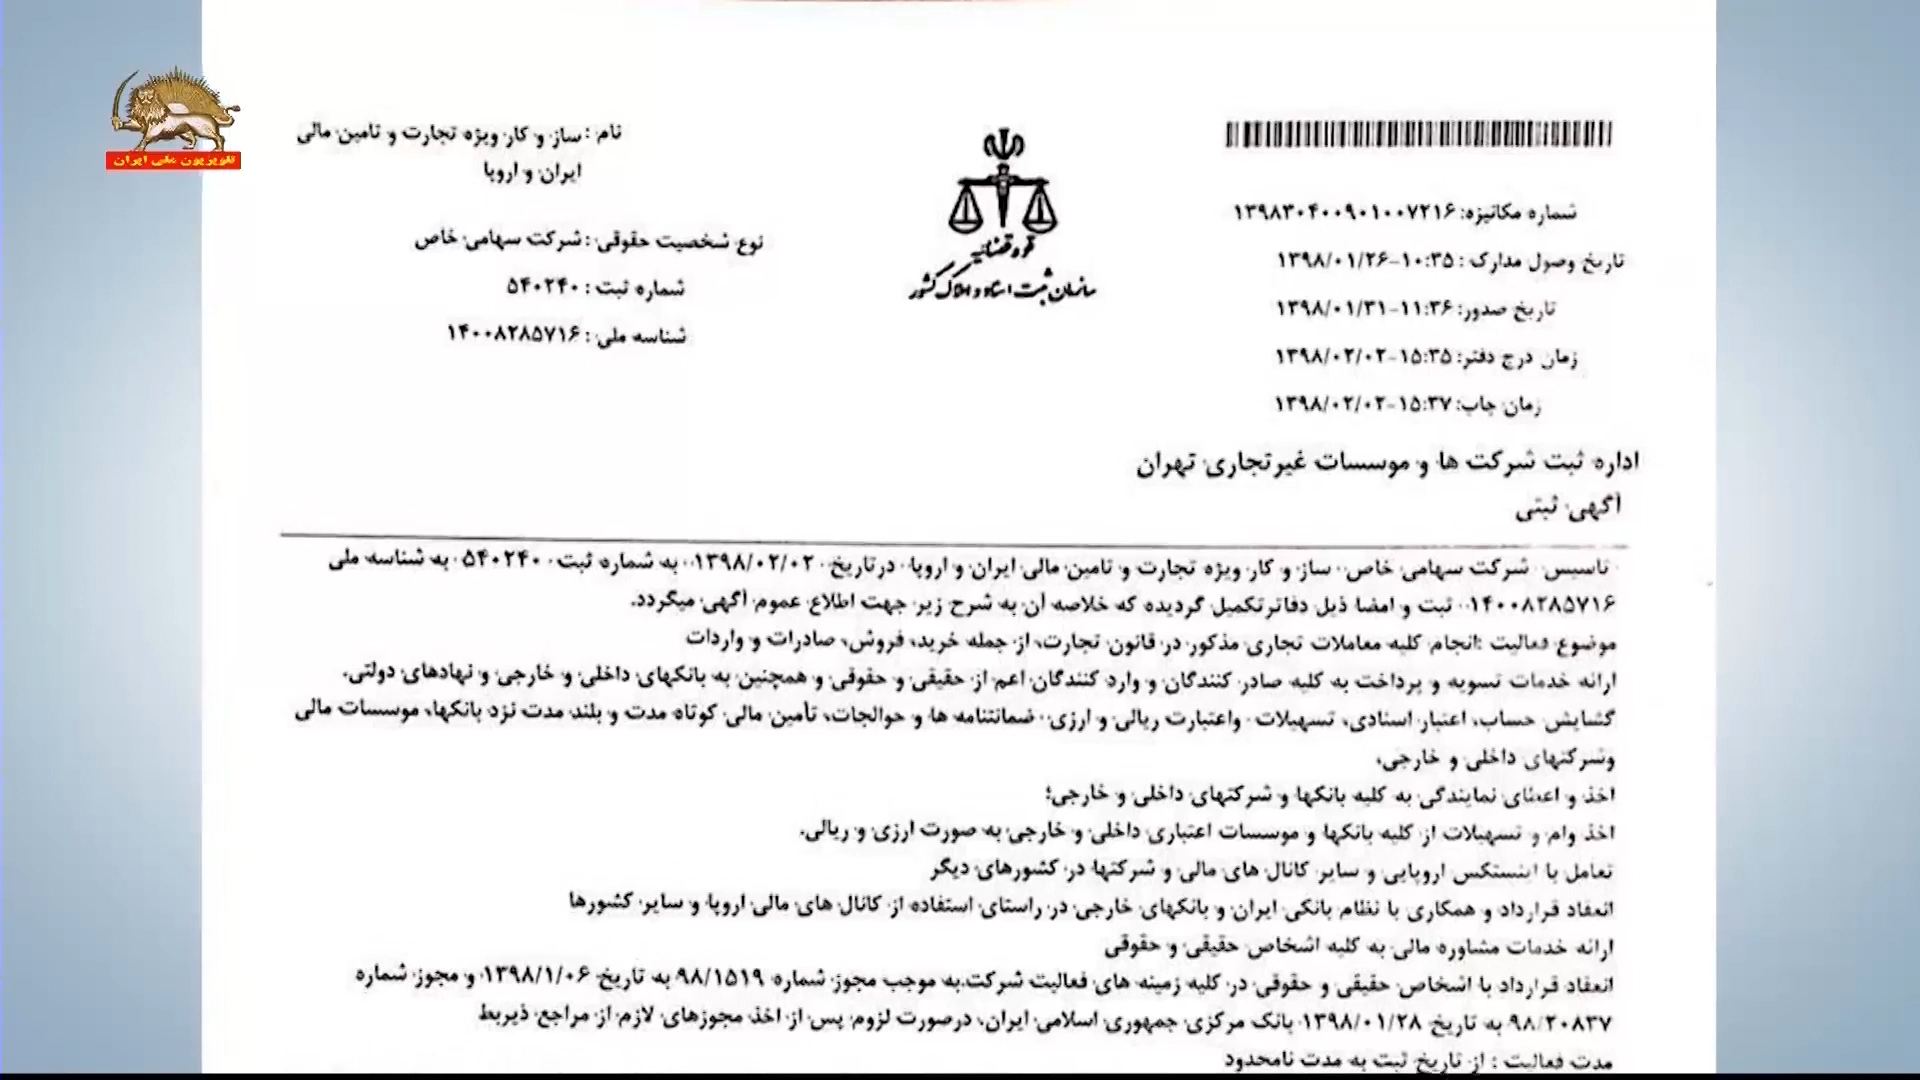 تلویزیون ملی ایران
شماره مکانیزه: ۱۳۹۸۳۰۴۰۰۹۰۱۰۰۷۲۱۶
تاریخ وصول مدارک : ۱۰:۳۵-۱۳۹۸/۰۱/۲۶
تاریخ صدور: ۱۱:۳۶-۱۳۹۸/۰۱/۳۱
زمان درج دفتر: ۱۵:۳۵-۱۳۹۸/۰۲/۰۲
زمان چاپ: ۱۵:۳۷-۱۳۹۸/۰۲/۰۲
قوه قضائیه
سازمان ثبت اسناد و املاک کشور
نام : ساز و کار ویژه تجارت و تامین مالی
ایران و اروپا
نوع شخصیت حقوقی : شرکت سهامی خاص
شماره ثبت : ۵۴۰۲۴۰
شناسه ملی : ۱۴۰۰۸۲۸۵۷۱۶
اداره ثبت شرکت ها و موسسات غیرتجاری تهران
آگهی ثبتی
تاسیس شرکت سهامی خاص ساز و کار ویژه تجارت و تامین مالی ایران و اروپا درتاریخ ۱۳۹۸/۰۲/۰۲ به شماره ثبت ۵۴۰۲۴۰ به شناسه ملی
۱۴۰۰۸۲۸۵۷۱۶ ثبت و امضا ذیل دفاترتکمیل گردیده که خلاصه آن به شرح زیر جهت اطلاع عموم آگهی میگردد.
موضوع فعالیت :انجام کلیه معاملات تجاری مذکور در قانون تجارت، از جمله خرید، فروش، صادرات و واردات
ارائه خدمات تسویه و پرداخت به کلیه صادر کنندگان و وارد کنندگان اعم از حقیقی و حقوقی و همچنین به بانکهای داخلی و خارجی و نهادهای دولتی.
گشایش حساب، اعتبار اسنادی، تسهیلات واعتبارت ریالی و ارزی ضمانتنامه ها و حوالجات، تأمین مالی کوتاه مدت و بلند مدت نزد بانکها، موسسات مالی
وشرکتهای داخلی و خارجی،
اخذ و اعطای نمایندگی به کلیه بانکها و شرکتهای داخلی و خارجی؛
اخذ وام و تسهیلات از کلیه بانکها و موسسات اعتباری داخلی و خارجی به صورت ارزی و ریالی.
تعامل با اینستکس اروپایی و سایر کانال های مالی و شرکتها در کشورهای دیگر
انعقاد قرارداد و همکاری با نظام بانکی ایران و بانکهای خارجی در راستای استفاده از کانال های مالی اروپا و سایر کشورها
ارائه خدمات مشاوره مالی به کلیه اشخاص حقیقی و حقوقی
انعقاد قرارداد با اشخاص حقیقی و حقوقی در کلیه زمینه های فعالیت شرکت.به موجب مجوز شماره ۹۸/۱۵۱۹ به تاریخ ۱۳۹۸/۱/۰۶ و مجوز شماره
۹۸/۲۰۸۳۷ به تاریخ ۱۳۹۸/۰۱/۲۸ بانک مرکزی جمهوری اسلامی ایران، درصورت لزوم پس از اخذ مجوزهای لازم از مراجع ذیربط
مدت فعالیت : از تاریخ ثبت به مدت نامحدود